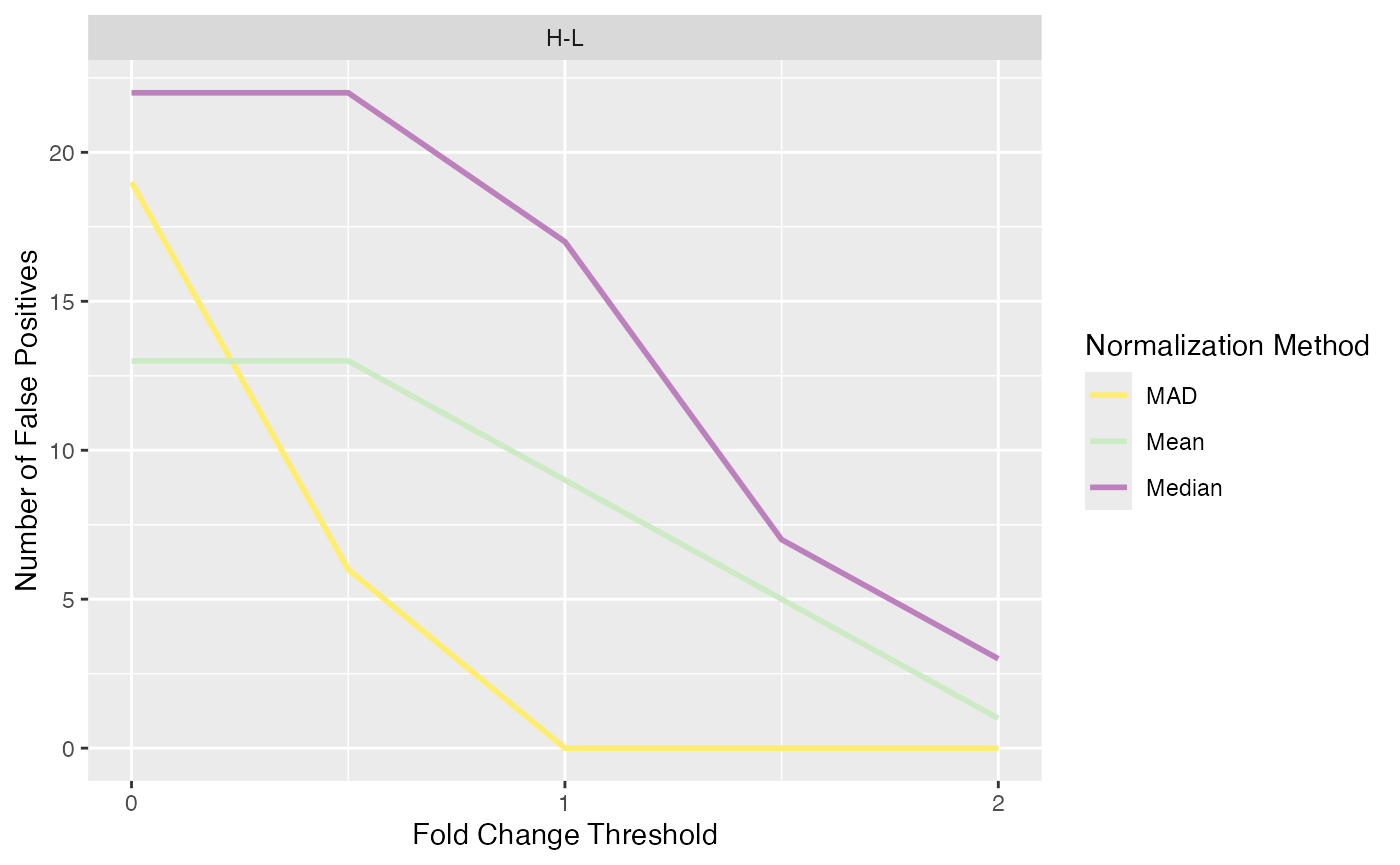 H-L
20
15
10
5
0
Number of False Positives
0 1 2
Fold Change Threshold
Normalization Method
MAD
Mean
Median